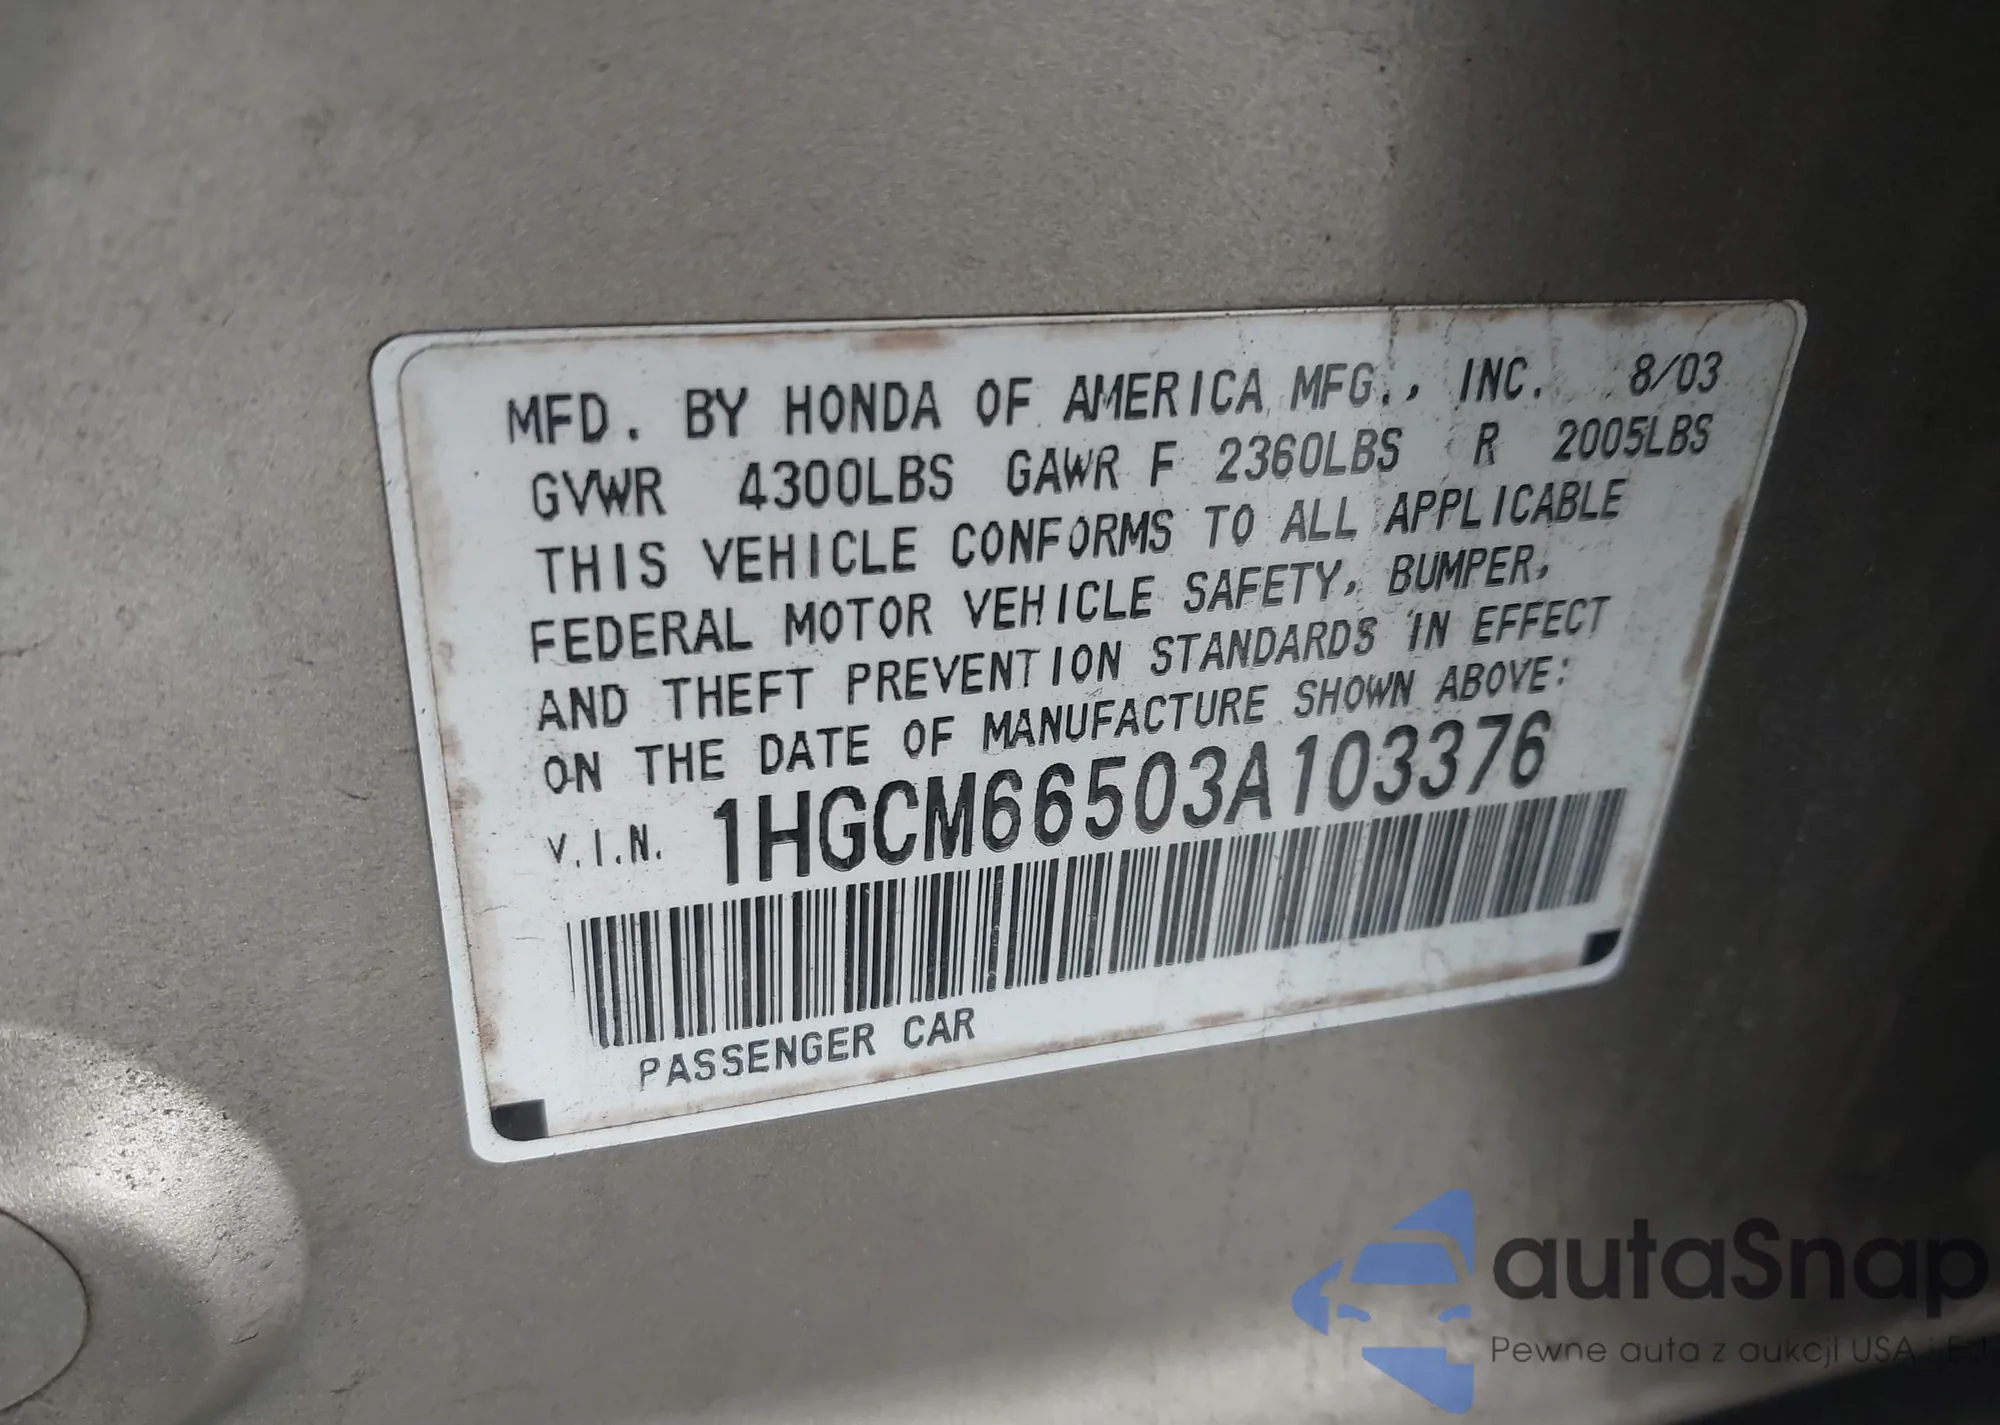 MFD. BY HONDA OF AMERICA MFG., INC. 8/03
GVWR 4300LBS GAWR F 2360LBS R 2005LBS
THIS VEHICLE CONFORMS TO ALL APPLICABLE
FEDERAL MOTOR VEHICLE SAFETY, BUMPER,
AND THEFT PREVENTION STANDARDS IN EFFECT
ON THE DATE OF MANUFACTURE SHOWN ABOVE:
V.I.N. 1HGCM66503A103376
PASSENGER CAR
autaSnap
Pewne auta z aukcji USA i EU